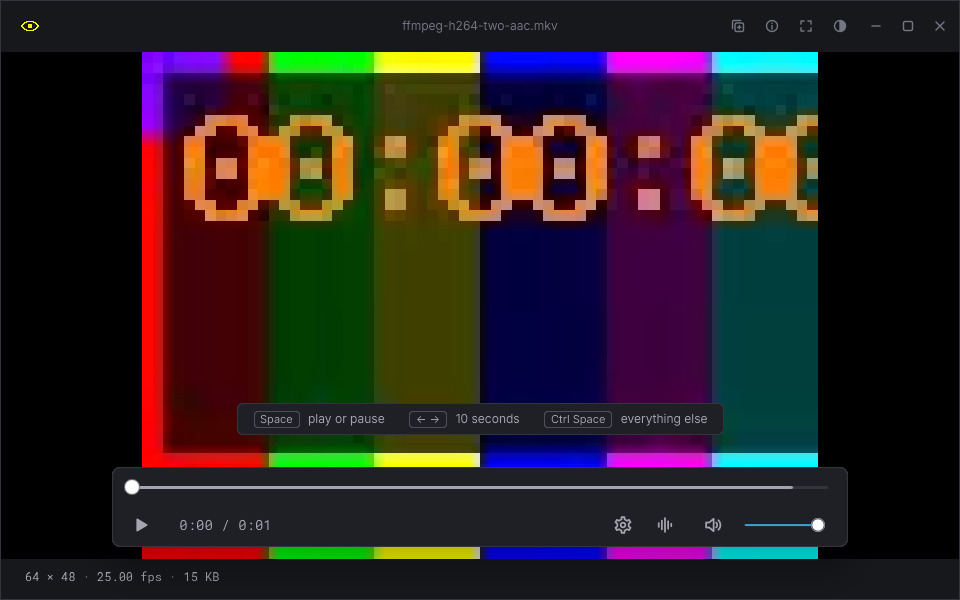 ffmpeg-h264-two-aac.mkv
00:00:0
Space play or pause ← → 10 seconds Ctrl Space everything else
0:00 / 0:01
64 × 48 · 25.00 fps · 15 KB